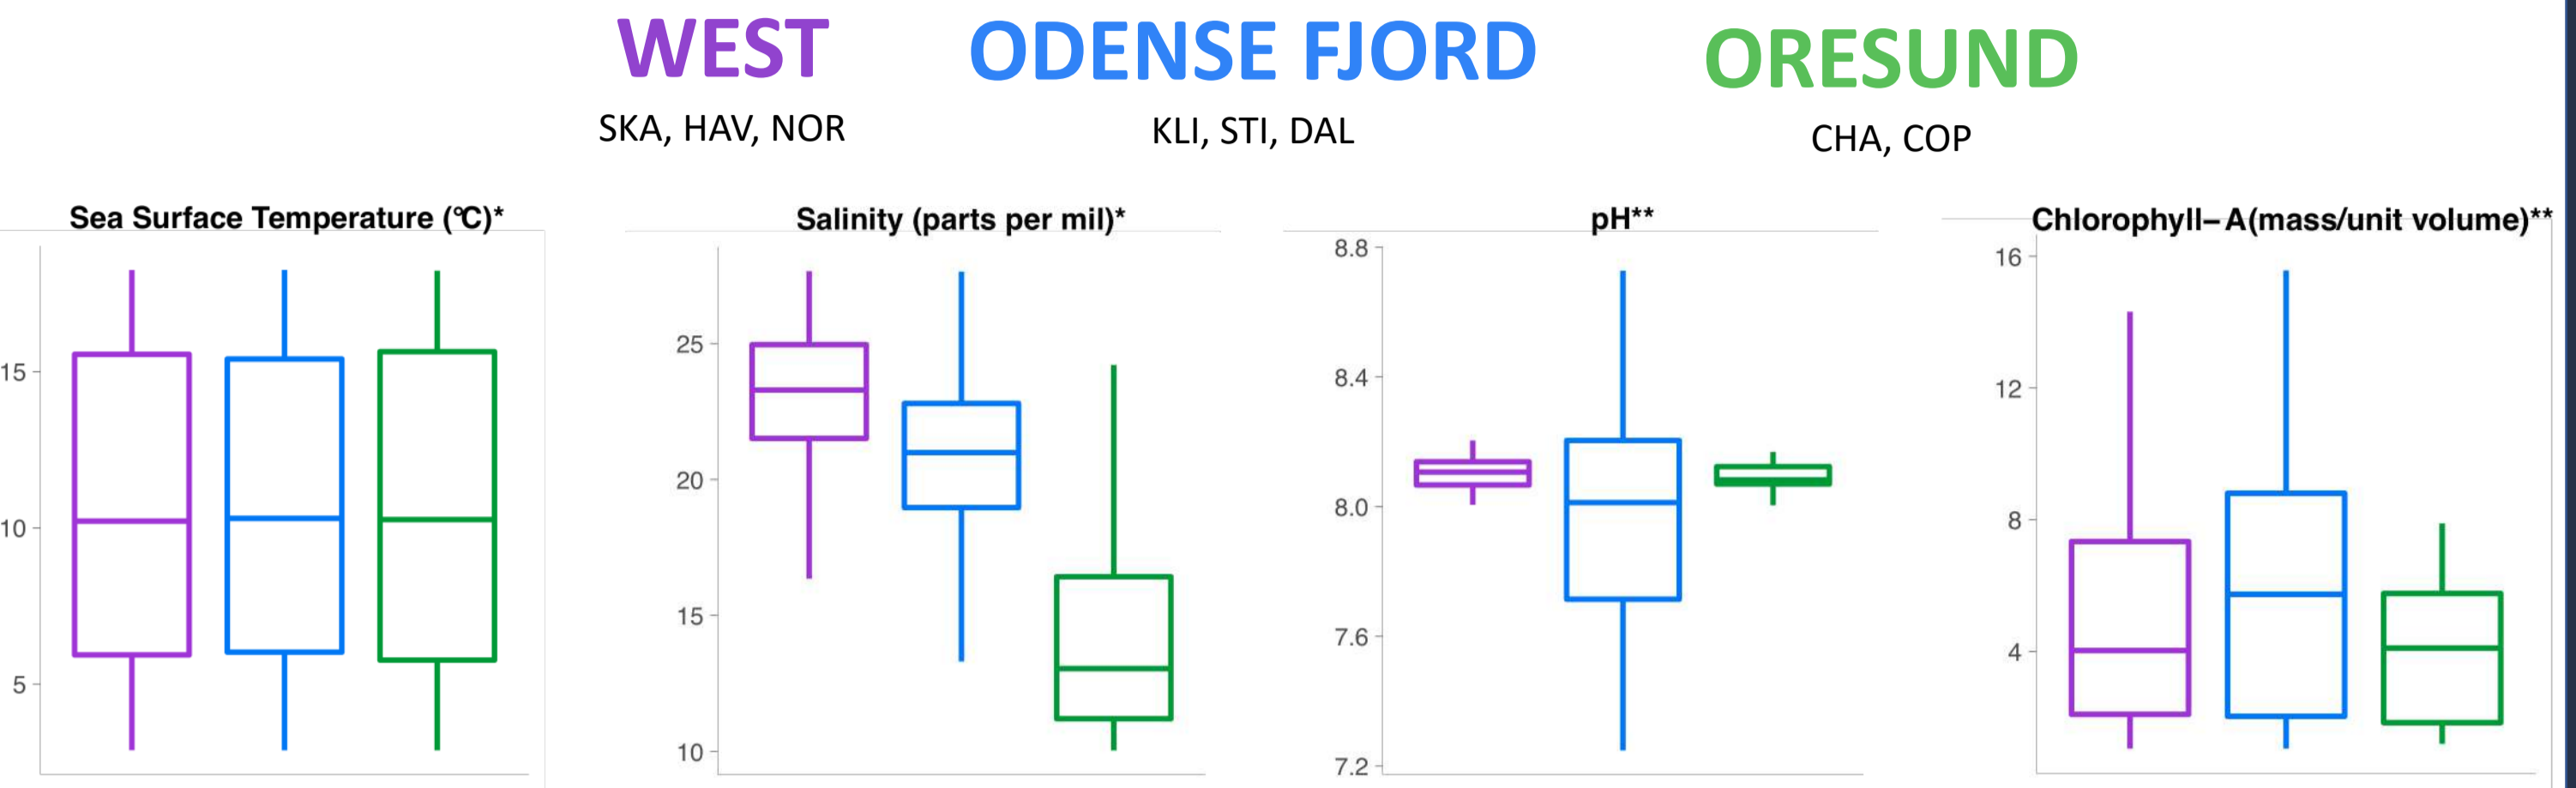 WEST
SKA, HAV, NOR
ODENSE FJORD
KLI, STI, DAL
ORESUND
CHA, COP
Sea Surface Temperature (°C)*
15
10
5
Salinity (parts per mil)*
25
20
15
10
pH**
8.8
8.4
8.0
7.6
7.2
Chlorophyll–A(mass/unit volume)**
16
12
8
4